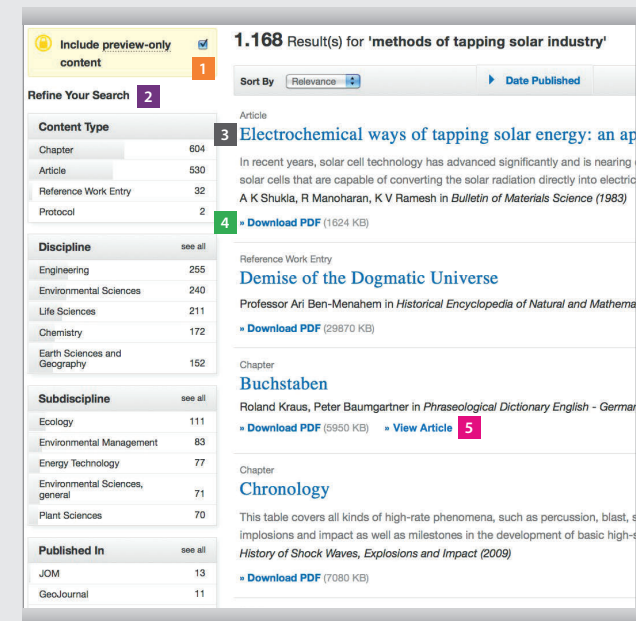 Include preview-only
content
1
Refine Your Search 2
Content Type
Chapter 604
Article 530
Reference Work Entry 32
Protocol 2
Discipline see all
Engineering 255
Environmental Sciences 240
Life Sciences 211
Chemistry 172
Earth Sciences and
Geography 152
Subdiscipline see all
Ecology 111
Environmental Management 83
Energy Technology 77
Environmental Sciences,
general 71
Plant Sciences 70
Published In see all
JOM 13
GeoJournal 11
1.168 Result(s) for 'methods of tapping solar industry'
Sort By Relevance Date Published
Article
3 Electrochemical ways of tapping solar energy: an ap
In recent years, solar cell technology has advanced significantly and is nearing
solar cells that are capable of converting the solar radiation directly into electric
A K Shukla, R Manoharan, K V Ramesh in Bulletin of Materials Science (1983)
4 » Download PDF (1624 KB)
Reference Work Entry
Demise of the Dogmatic Universe
Professor Ari Ben-Menahem in Historical Encyclopedia of Natural and Mathema
» Download PDF (29870 KB)
Chapter
Buchstaben
Roland Kraus, Peter Baumgartner in Phraseological Dictionary English - German
» Download PDF (5950 KB) » View Article 5
Chapter
Chronology
This table covers all kinds of high-rate phenomena, such as percussion, blast, s
implosions and impact as well as milestones in the development of basic high-s
History of Shock Waves, Explosions and Impact (2009)
» Download PDF (7080 KB)